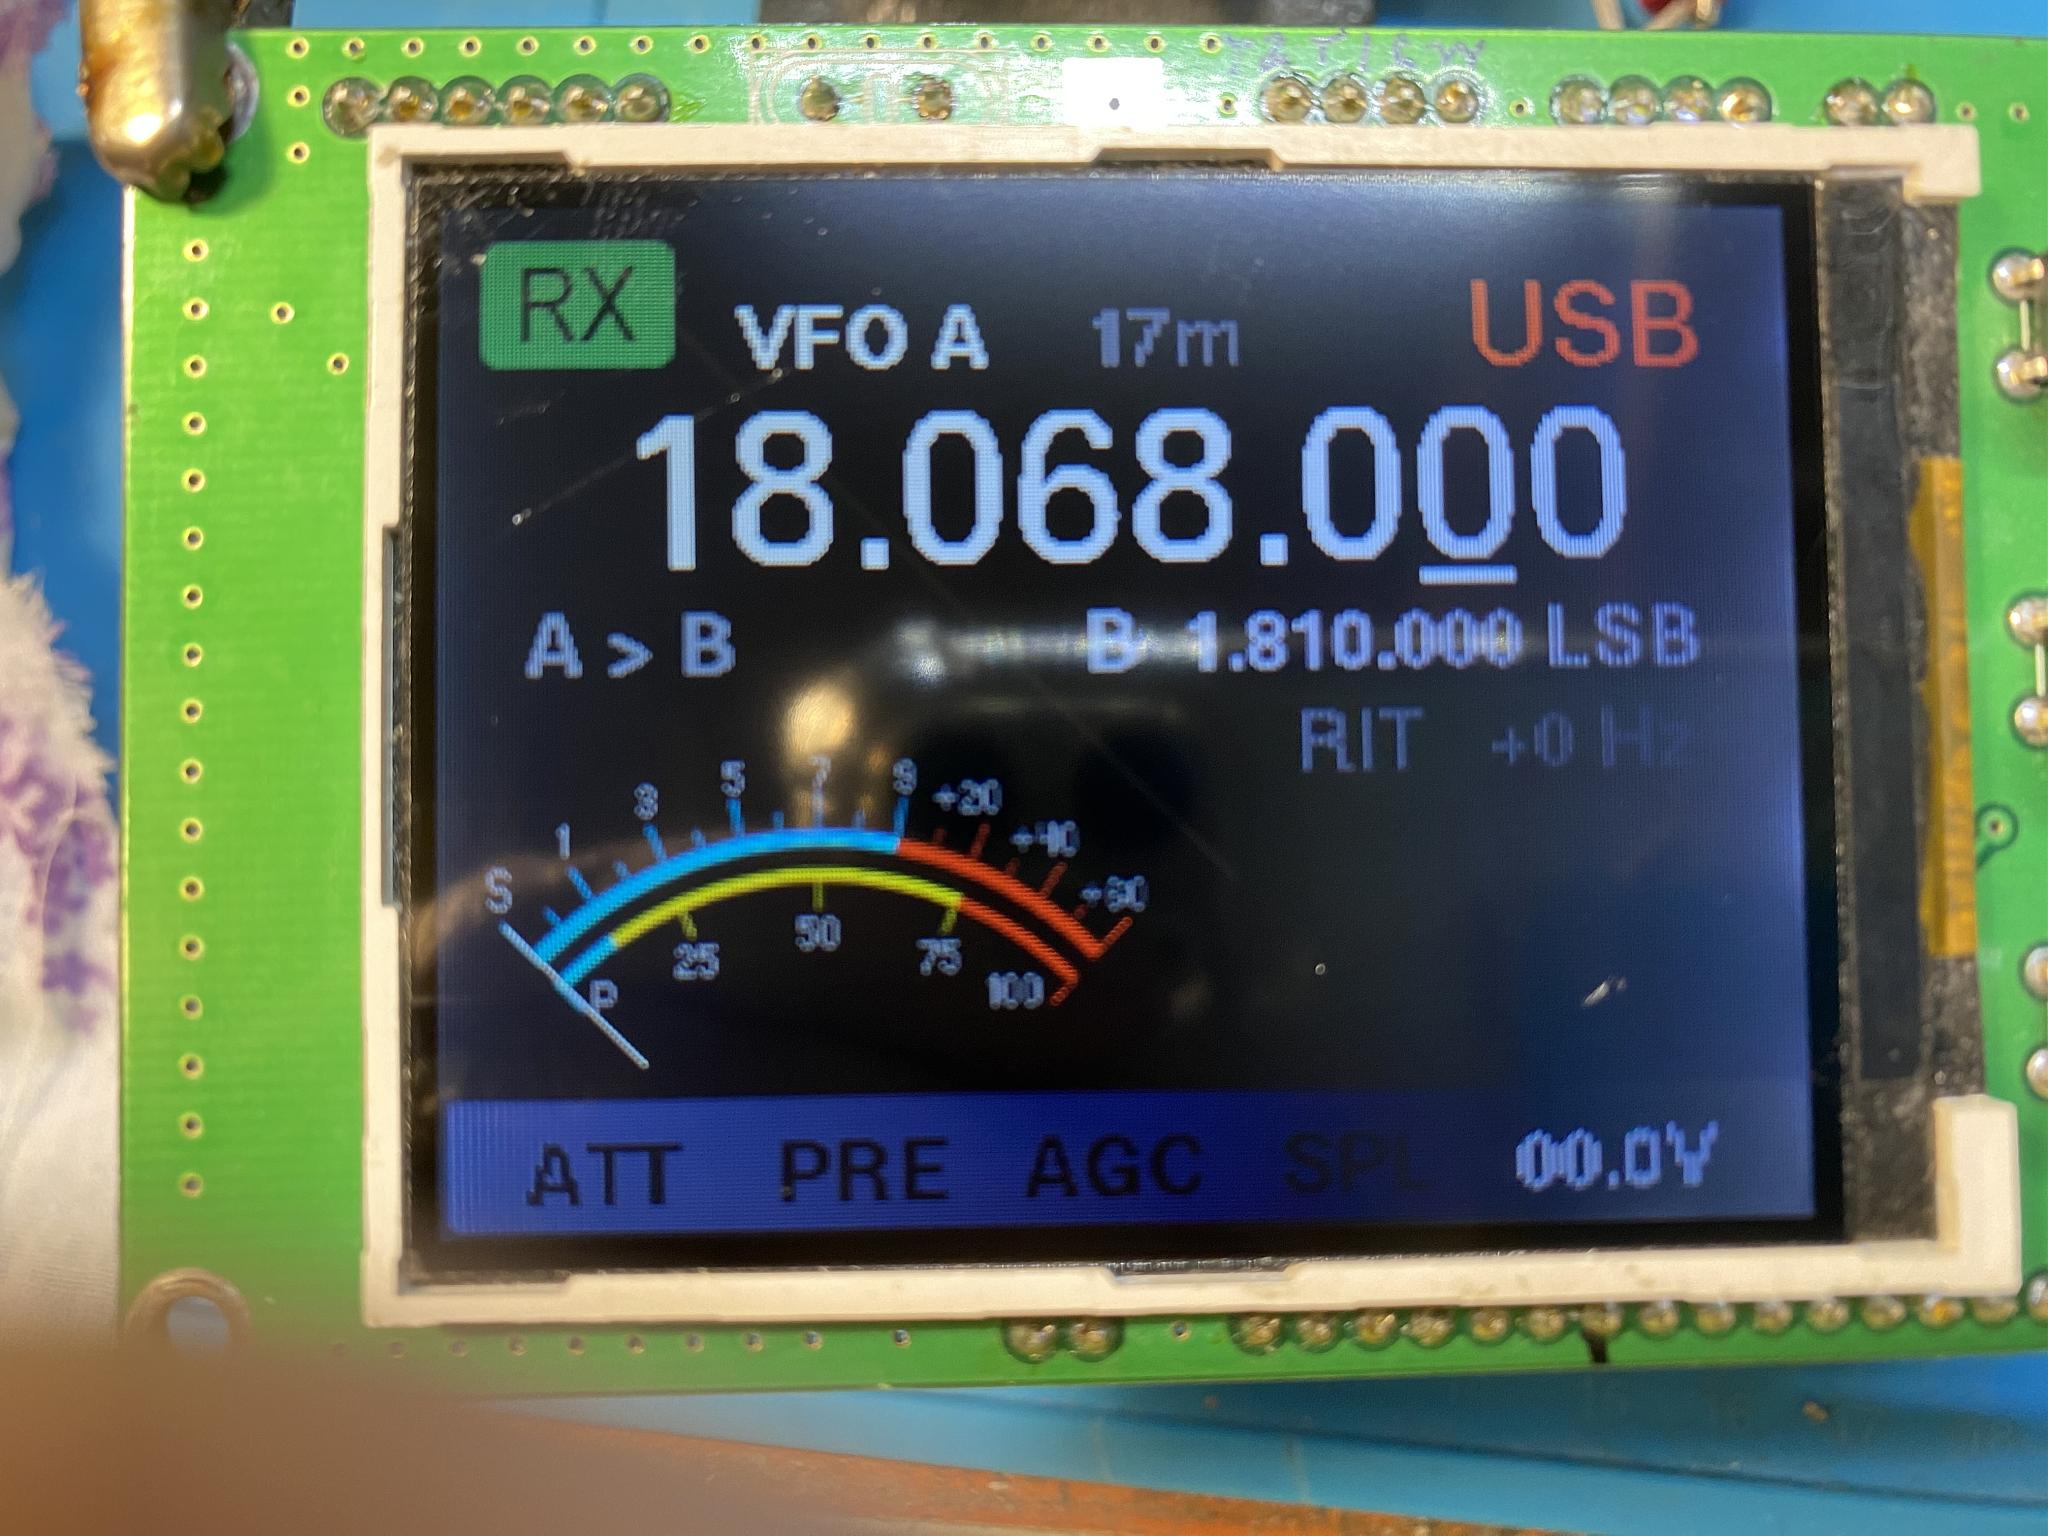 RX VFO A 17m USB
18.068.000
A > B B 1.810.000 LSB
RIT +0 Hz
S 1 3 5 7 9 +20 +40 +60
P 25 50 75 100
ATT PRE AGC SPL 00.0V